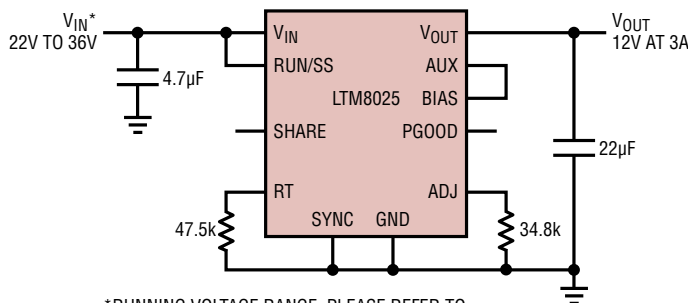 VIN*
22V TO 36V
VOUT
12V AT 3A
VIN
VOUT
RUN/SS
AUX
4.7µF
LTM8025
BIAS
SHARE
PGOOD
22µF
RT
ADJ
47.5k
SYNC
GND
34.8k
*RUNNING VOLTAGE RANGE. PLEASE REFER TO